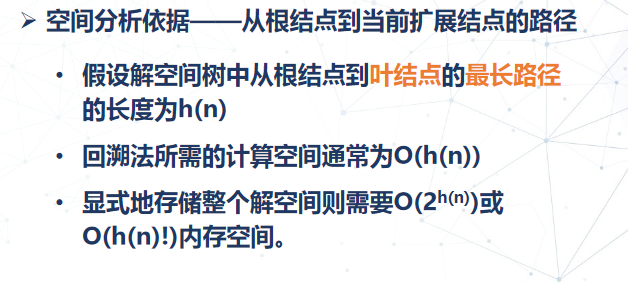 ➢ 空间分析依据——从根结点到当前扩展结点的路径
• 假设解空间树中从根结点到叶结点的最长路径
的长度为h(n)
• 回溯法所需的计算空间通常为O(h(n))
• 显式地存储整个解空间则需要O(2^h(n))或
O(h(n)!)内存空间。